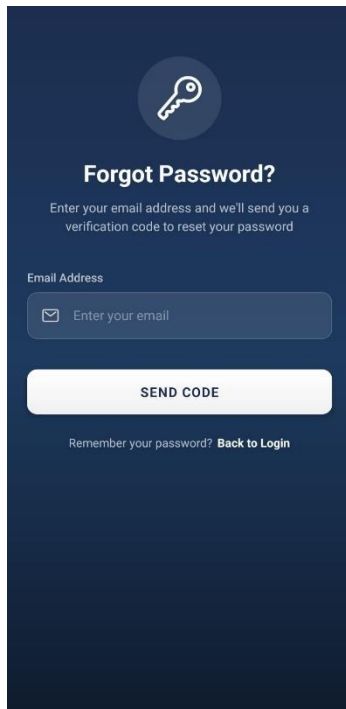 Forgot Password?
Enter your email address and we'll send you a
verification code to reset your password
Email Address
Enter your email
SEND CODE
Remember your password? Back to Login